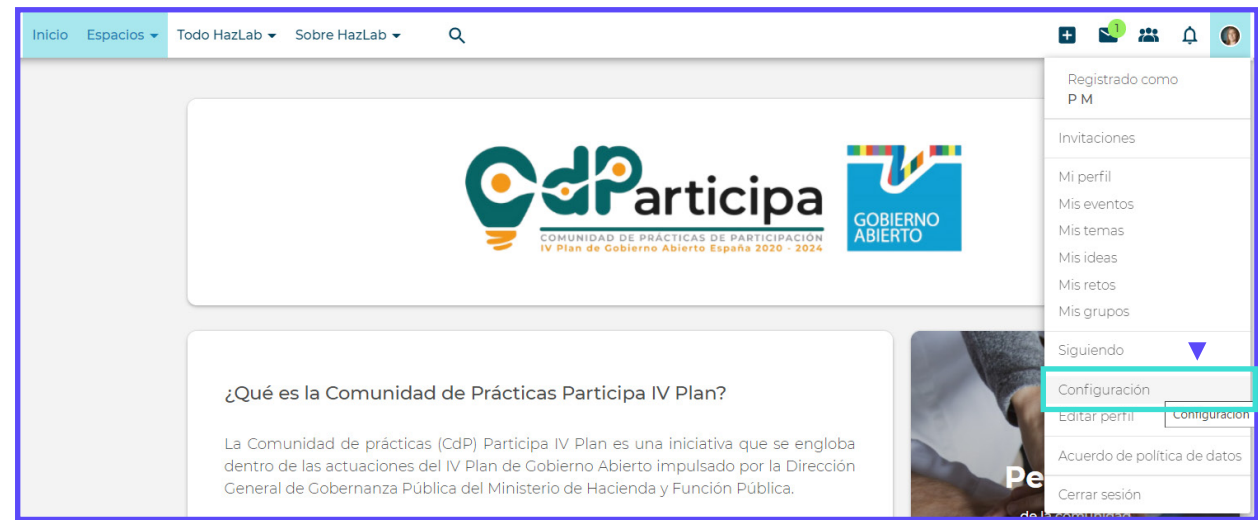 Inicio Espacios Todo HazLab Sobre HazLab
1
Registrado como
P M
Invitaciones
Mi perfil
Mis eventos
Mis temas
Mis ideas
Mis retos
Mis grupos
Siguiendo
Configuración
Editar perfil
Configuración
Acuerdo de política de datos
Cerrar sesión
CdParticipa
COMUNIDAD DE PRÁCTICAS DE PARTICIPACIÓN
IV Plan de Gobierno Abierto España 2020 - 2024
GOBIERNO
ABIERTO
¿Qué es la Comunidad de Prácticas Participa IV Plan?
La Comunidad de prácticas (CdP) Participa IV Plan es una iniciativa que se engloba
dentro de las actuaciones del IV Plan de Gobierno Abierto impulsado por la Dirección
General de Gobernanza Pública del Ministerio de Hacienda y Función Pública.
Pe
de la comunidad